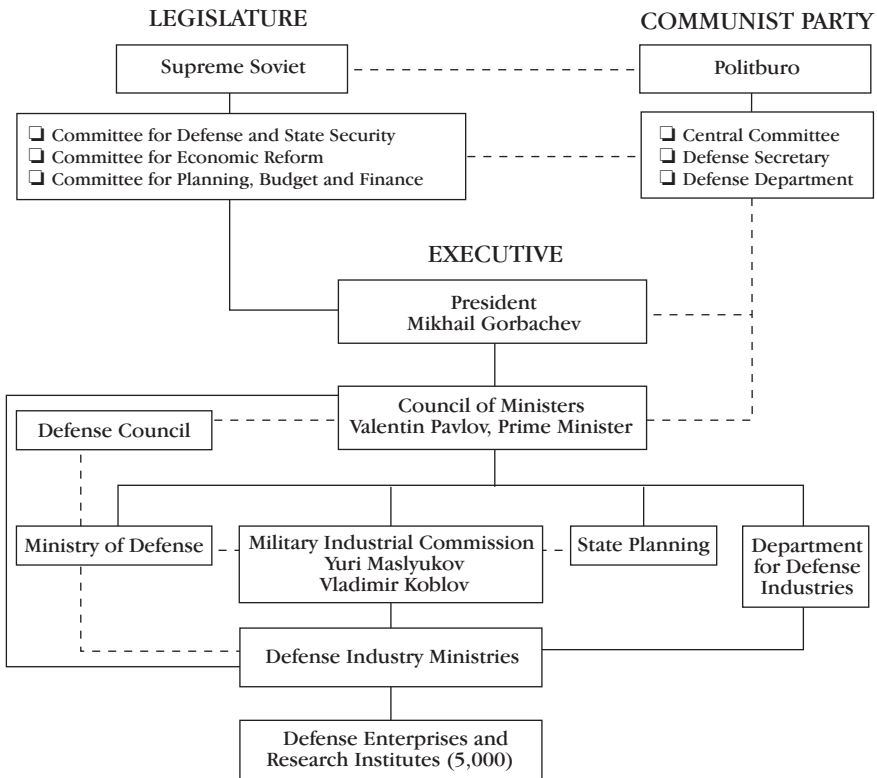 LEGISLATURE
COMMUNIST PARTY
Supreme Soviet
Politburo
❏ Committee for Defense and State Security
❏ Committee for Economic Reform
❏ Committee for Planning, Budget and Finance
❏ Central Committee
❏ Defense Secretary
❏ Defense Department
EXECUTIVE
President
Mikhail Gorbachev
Council of Ministers
Valentin Pavlov, Prime Minister
Defense Council
Ministry of Defense
Military Industrial Commission
Yuri Maslyukov
Vladimir Koblov
State Planning
Department
for Defense
Industries
Defense Industry Ministries
Defense Enterprises and
Research Institutes (5,000)